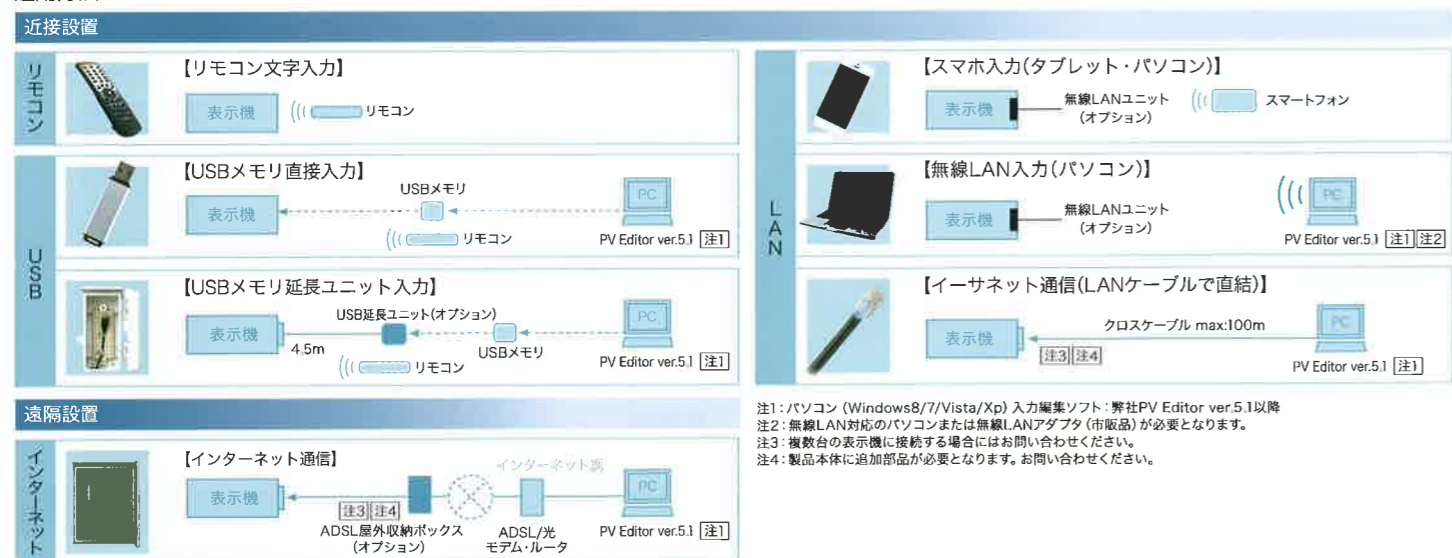 近接設置
リモコン
【リモコン文字入力】
表示機
リモコン
USB
【USBメモリ直接入力】
USBメモリ
表示機
PC
リモコン
PV Editor ver.5.1 注1
【USBメモリ延長ユニット入力】
USB延長ユニット(オプション)
表示機
PC
4.5m
USBメモリ
リモコン
PV Editor ver.5.1 注1
LAN
【スマホ入力(タブレット・パソコン)】
表示機
無線LANユニット
(オプション)
スマートフォン
【無線LAN入力(パソコン)】
表示機
無線LANユニット
(オプション)
PC
PV Editor ver.5.1 注1 注2
【イーサネット通信(LANケーブルで直結)】
表示機
クロスケーブル max:100m
PC
注3 注4
PV Editor ver.5.1 注1
遠隔設置
インターネット
【インターネット通信】
表示機
PC
注3 注4
ADSL屋外収納ボックス
(オプション)
ADSL/光
モデム・ルータ
PV Editor ver.5.1 注1
注1:パソコン (Windows8/7/Vista/Xp) 入力編集ソフト:弊社PV Editor ver.5.1以降
注2:無線LAN対応のパソコンまたは無線LANアダプタ(市販品)が必要となります。
注3:複数台の表示機に接続する場合にはお問い合わせください。
注4:製品本体に追加部品が必要となります。お問い合わせください。